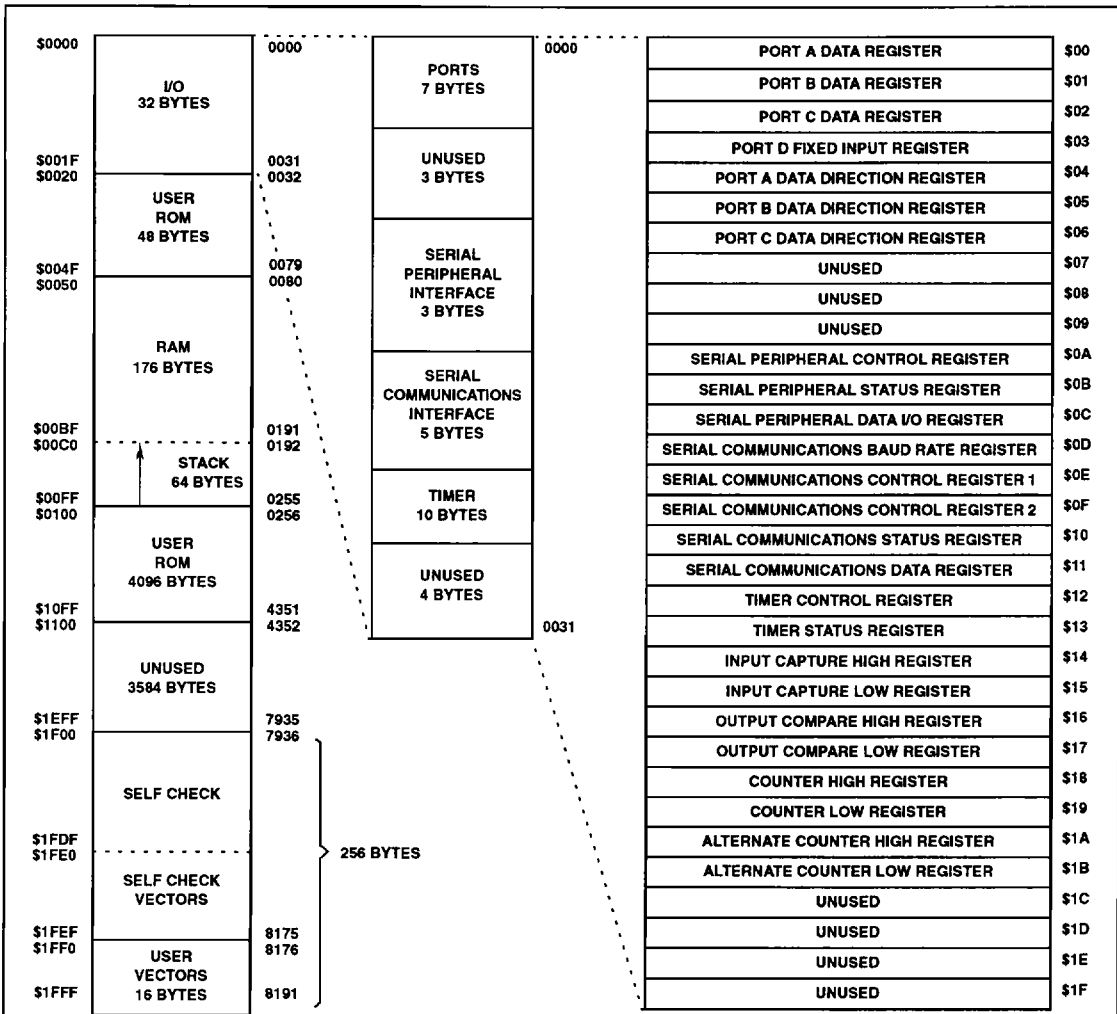 $0000
0000
I/O
32 BYTES
$001F
0031
$0020
0032
USER
ROM
48 BYTES
$004F
0079
$0050
0080
RAM
176 BYTES
$00BF
0191
$00C0
0192
STACK
64 BYTES
$00FF
0255
$0100
0256
USER
ROM
4096 BYTES
$10FF
4351
$1100
4352
UNUSED
3584 BYTES
$1EFF
7935
$1F00
7936
SELF CHECK
$1FDF
$1FE0
SELF CHECK
VECTORS
$1FEF
8175
$1FF0
8176
USER
VECTORS
16 BYTES
$1FFF
8191
256 BYTES
0000
PORTS
7 BYTES
UNUSED
3 BYTES
SERIAL
PERIPHERAL
INTERFACE
3 BYTES
SERIAL
COMMUNICATIONS
INTERFACE
5 BYTES
TIMER
10 BYTES
UNUSED
4 BYTES
0031
PORT A DATA REGISTER $00
PORT B DATA REGISTER $01
PORT C DATA REGISTER $02
PORT D FIXED INPUT REGISTER $03
PORT A DATA DIRECTION REGISTER $04
PORT B DATA DIRECTION REGISTER $05
PORT C DATA DIRECTION REGISTER $06
UNUSED $07
UNUSED $08
UNUSED $09
SERIAL PERIPHERAL CONTROL REGISTER $0A
SERIAL PERIPHERAL STATUS REGISTER $0B
SERIAL PERIPHERAL DATA I/O REGISTER $0C
SERIAL COMMUNICATIONS BAUD RATE REGISTER $0D
SERIAL COMMUNICATIONS CONTROL REGISTER 1 $0E
SERIAL COMMUNICATIONS CONTROL REGISTER 2 $0F
SERIAL COMMUNICATIONS STATUS REGISTER $10
SERIAL COMMUNICATIONS DATA REGISTER $11
TIMER CONTROL REGISTER $12
TIMER STATUS REGISTER $13
INPUT CAPTURE HIGH REGISTER $14
INPUT CAPTURE LOW REGISTER $15
OUTPUT COMPARE HIGH REGISTER $16
OUTPUT COMPARE LOW REGISTER $17
COUNTER HIGH REGISTER $18
COUNTER LOW REGISTER $19
ALTERNATE COUNTER HIGH REGISTER $1A
ALTERNATE COUNTER LOW REGISTER $1B
UNUSED $1C
UNUSED $1D
UNUSED $1E
UNUSED $1F